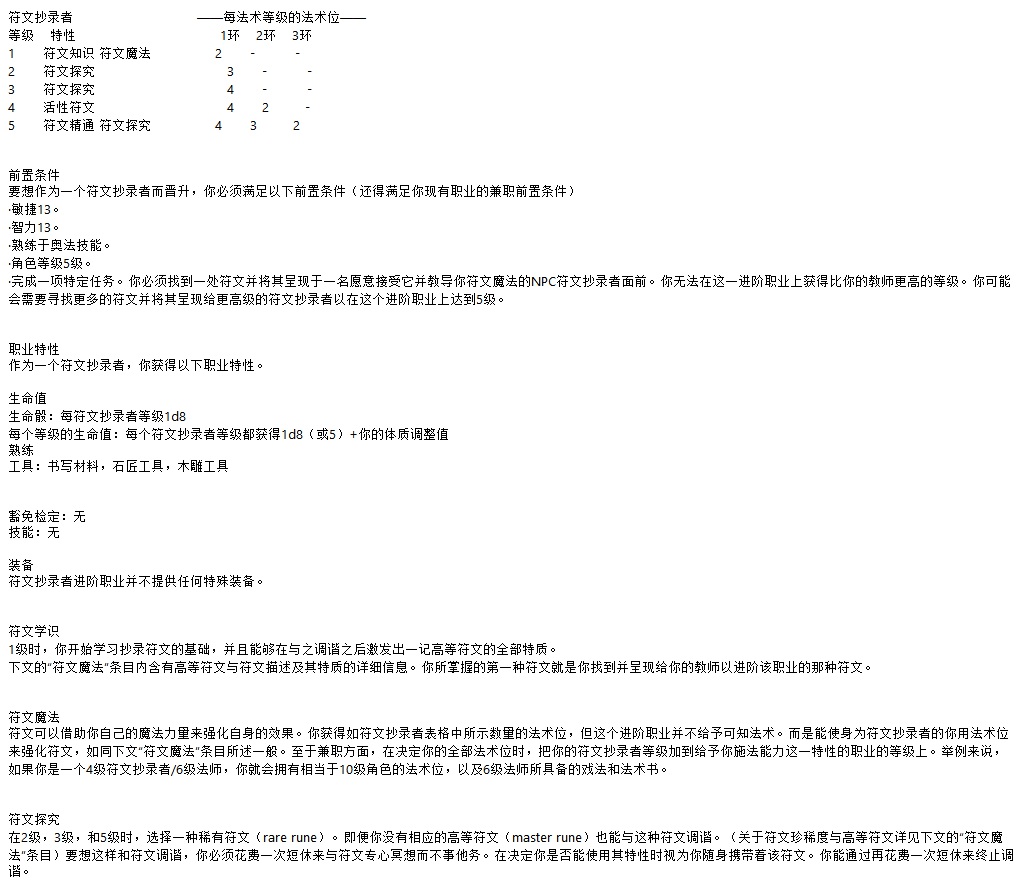 符文抄录者 ——每法术等级的法术位——
等级 特性 1环 2环 3环
1 符文知识 符文魔法 2 - -
2 符文探究 3 - -
3 符文探究 4 - -
4 活性符文 4 2 -
5 符文精通 符文探究 4 3 2
前置条件
要想作为一个符文抄录者而晋升，你必须满足以下前置条件（还得满足你现有职业的兼职前置条件）
·敏捷13。
·智力13。
·熟练于奥法技能。
·角色等级5级。
·完成一项特定任务。你必须找到一处符文并将其呈现于一名愿意接受它并教导你符文魔法的NPC符文抄录者面前。你无法在这一进阶职业上获得比你的教师更高的等级。你可能
会需要寻找更多的符文并将其呈现给更高级的符文抄录者以在这个进阶职业上达到5级。
职业特性
作为一个符文抄录者，你获得以下职业特性。
生命值
生命骰：每符文抄录者等级1d8
每个等级的生命值：每个符文抄录者等级都获得1d8（或5）+你的体质调整值
熟练
工具：书写材料，石匠工具，木雕工具
豁免检定：无
技能：无
装备
符文抄录者进阶职业并不提供任何特殊装备。
符文学识
1级时，你开始学习抄录符文的基础，并且能够在与之调谐之后激发出一记高等符文的全部特质。
下文的“符文魔法”条目内含有高等符文与符文描述及其特质的详细信息。你所掌握的第一种符文就是你找到并呈现给你的教师以进阶该职业的那种符文。
符文魔法
符文可以借助你自己的魔法力量来强化自身的效果。你获得如符文抄录者表格中所示数量的法术位，但这个进阶职业并不给予可知法术。而是能使身为符文抄录者的你用法术位
来强化符文，如同下文“符文魔法”条目所述一般。至于兼职方面，在决定你的全部法术位时，把你的符文抄录者等级加到给予你施法能力这一特性的职业的等级上。举例来说，
如果你是一个4级符文抄录者/6级法师，你就会拥有相当于10级角色的法术位，以及6级法师所具备的戏法和法术书。
符文探究
在2级，3级，和5级时，选择一种稀有符文（rare rune）。即便你没有相应的高等符文（master rune）也能与这种符文调谐。（关于符文珍稀度与高等符文详见下文的“符文魔
法”条目）要想这样和符文调谐，你必须花费一次短休来与符文专心冥想而不事他务。在决定你是否能使用其特性时视为你随身携带着该符文。你能通过再花费一次短休来终止调
谐。